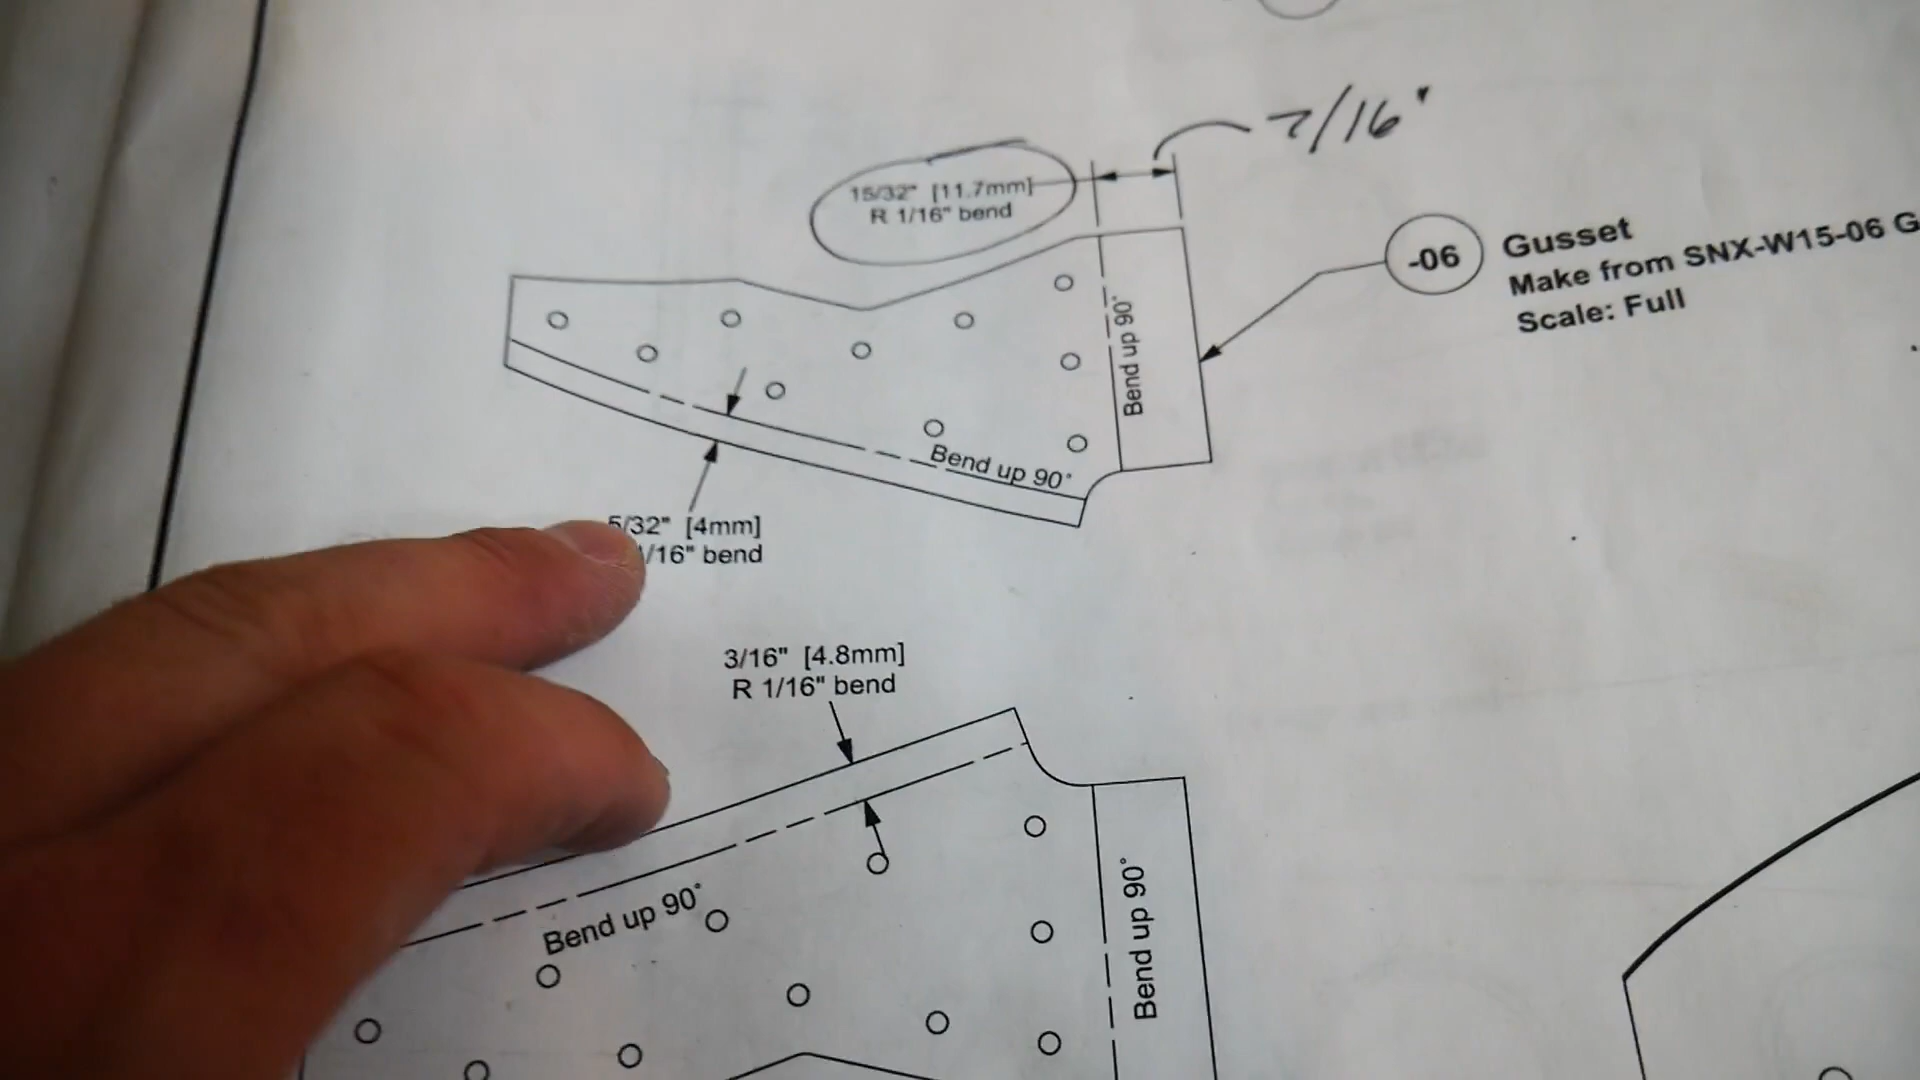 7/16"
15/32" [11.7mm]
R 1/16" bend
-06
Gusset
Make from SNX-W15-06 G
Scale: Full
Bend up 90°
Bend up 90°
5/32" [4mm]
1/16" bend
3/16" [4.8mm]
R 1/16" bend
Bend up 90°
Bend up 90°